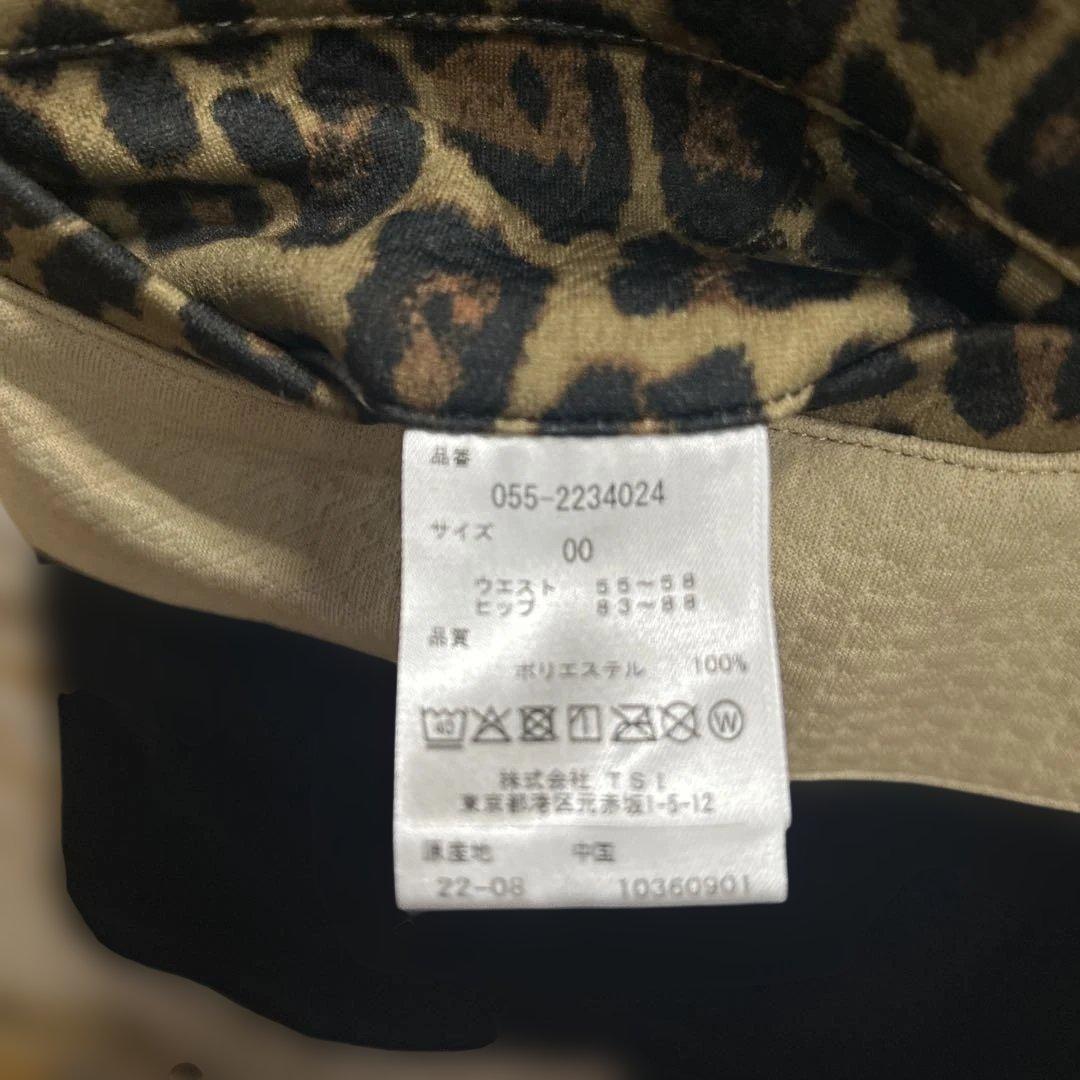 品番
055-2234024
サイズ
00
ウエスト 55～58
ヒップ 83～88
品質
ポリエステル 100%
40 W
株式会社 TSI
東京都港区元赤坂1-5-12
原産地 中国
22-08 10360901